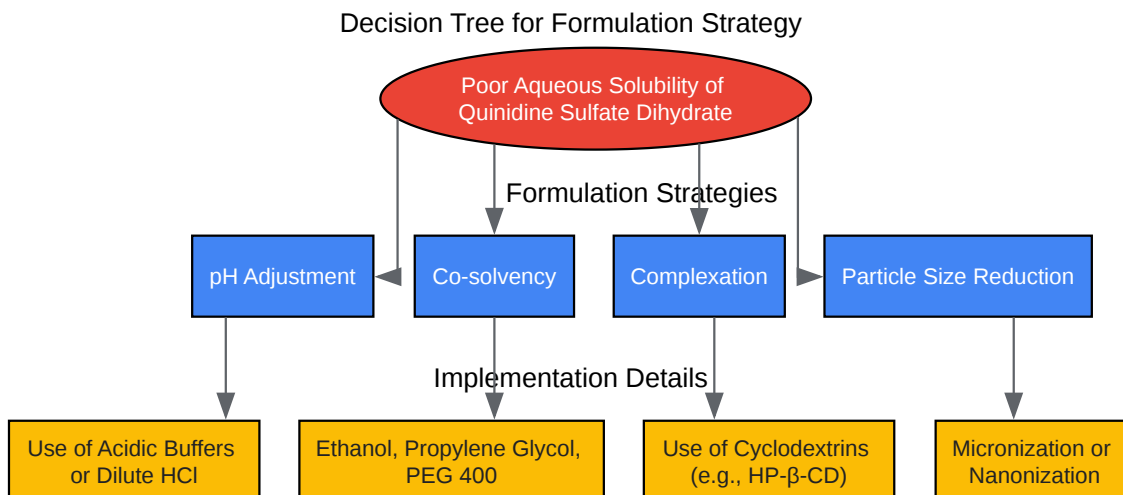 Decision Tree for Formulation Strategy
Poor Aqueous Solubility of
Quinidine Sulfate Dihydrate
Formulation Strategies
pH Adjustment
Co-solvency
Complexation
Particle Size Reduction
Implementation Details
Use of Acidic Buffers
or Dilute HCl
Ethanol, Propylene Glycol,
PEG 400
Use of Cyclodextrins
(e.g., HP-β-CD)
Micronization or
Nanonization